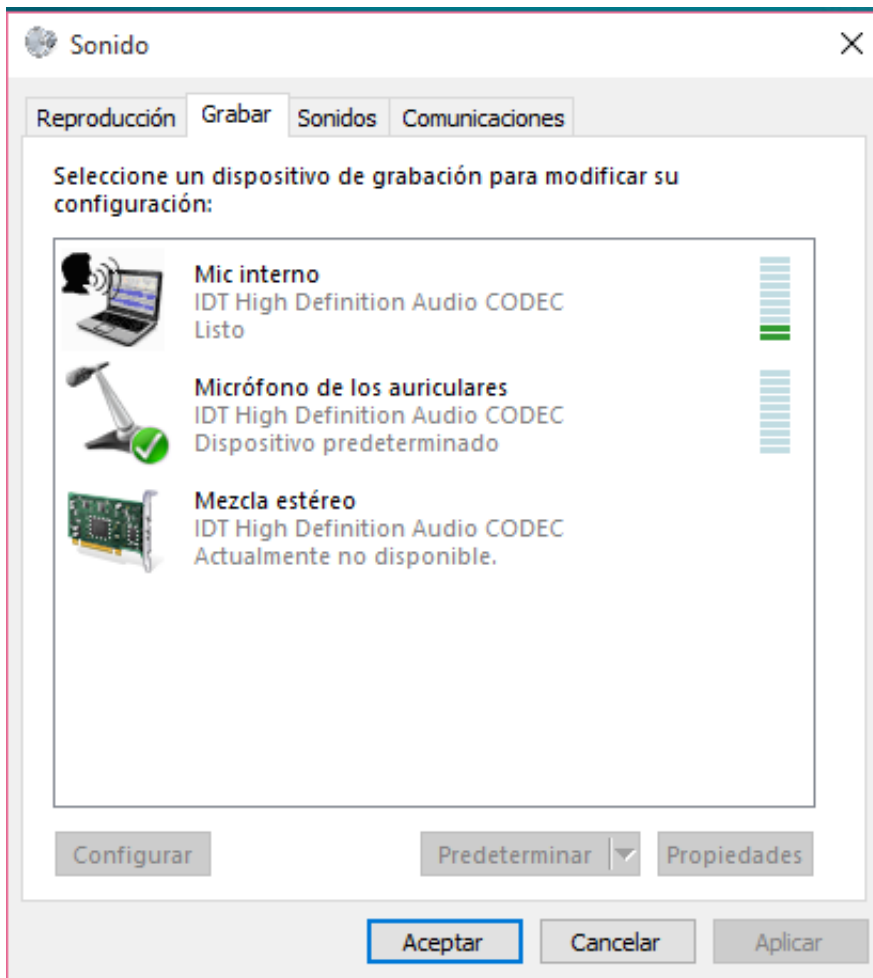 Sonido
Reproducción Grabar Sonidos Comunicaciones
Seleccione un dispositivo de grabación para modificar su
configuración:
Mic interno
IDT High Definition Audio CODEC
Listo
Micrófono de los auriculares
IDT High Definition Audio CODEC
Dispositivo predeterminado
Mezcla estéreo
IDT High Definition Audio CODEC
Actualmente no disponible.
Configurar Predeterminar Propiedades
Aceptar Cancelar Aplicar